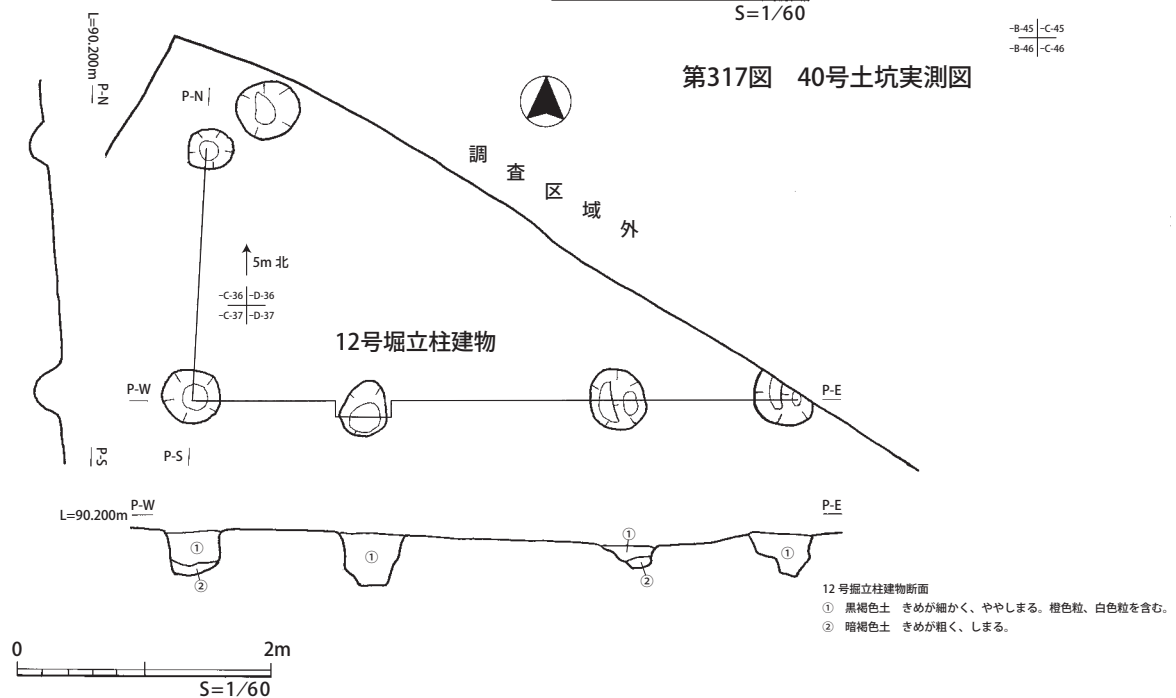 S=1/60
-B-45 -C-45
-B-46 -C-46
第317図 40号土坑実測図
L=90.200m P-N
P-N
調査区域外
5m 北
-C-36 -D-36
-C-37 -D-37
12号堀立柱建物
P-W
P-E
P-S
P-S
L=90.200m P-W
P-E
①
①
①
①
②
②
12 号掘立柱建物断面
① 黒褐色土 きめが細かく、ややしまる。橙色粒、白色粒を含む。
② 暗褐色土 きめが粗く、しまる。
0 2m
S=1/60